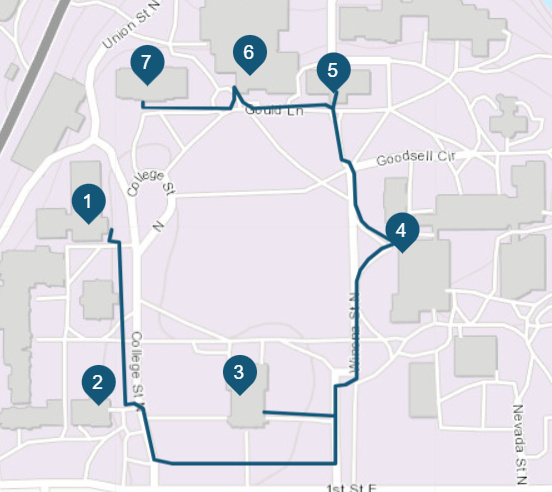 Union St N
7
6
5
Gould Ln
Goodsell Cir
College St
N
1
4
Winona St N
College St N
3
2
Nevada St N
1st St E